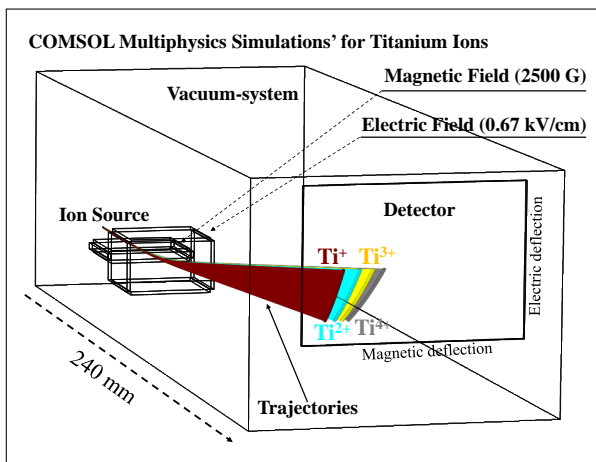 COMSOL Multiphysics Simulations’ for Titanium Ions
Magnetic Field (2500 G)
Vacuum-system
Electric Field (0.67 kV/cm)
Ion Source
Detector
Electric deflection
Ti⁺
Ti³⁺
Ti²⁺
Ti⁴⁺
Magnetic deflection
240 mm
Trajectories